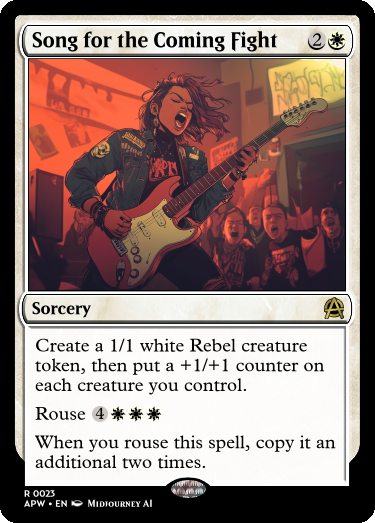 Song for the Coming Fight 2
Sorcery
Create a 1/1 white Rebel creature
token, then put a +1/+1 counter on
each creature you control.
Rouse 4
When you rouse this spell, copy it an
additional two times.
R 0023
APW • EN Midjourney AI